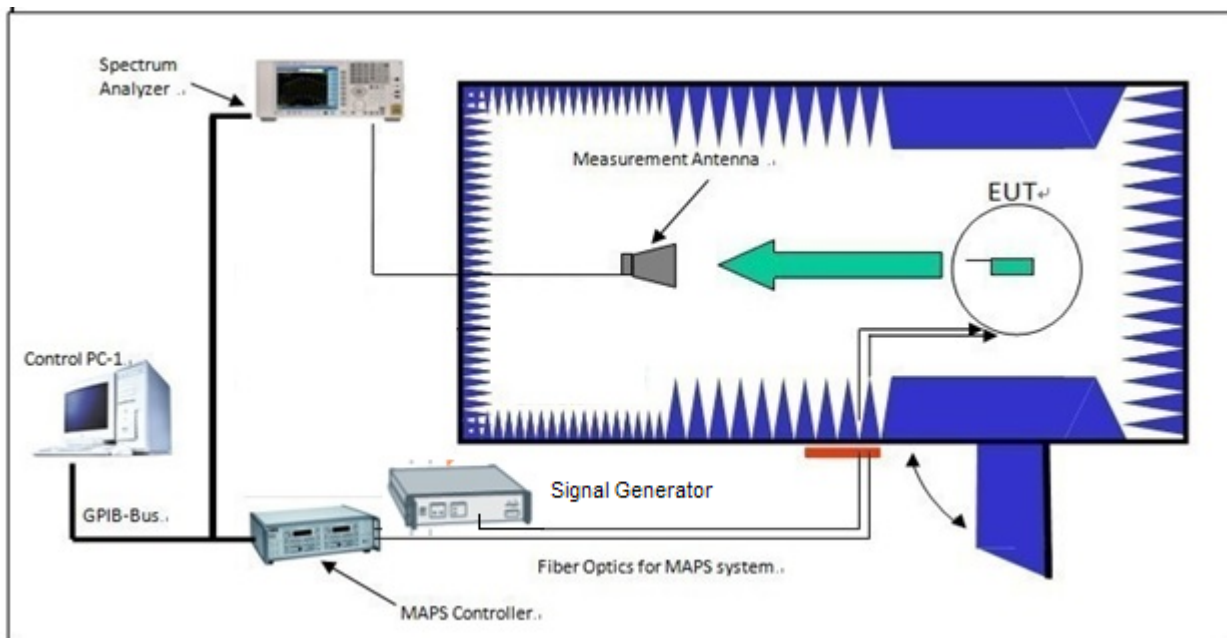 Spectrum
Analyzer
Measurement Antenna
EUT
Control PC-1
Signal Generator
GPIB-Bus
Fiber Optics for MAPS system
MAPS Controller